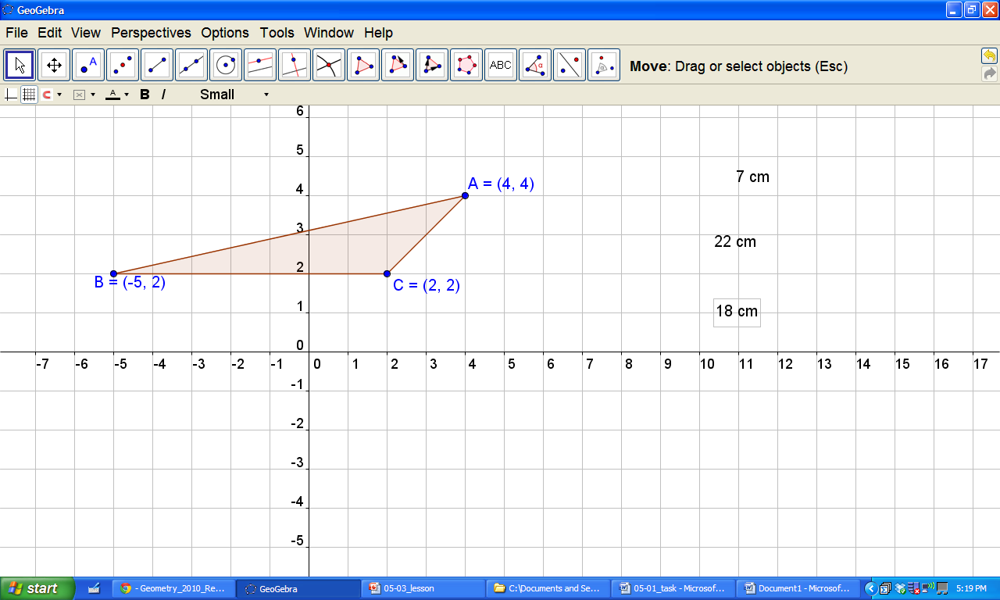 GeoGebra
File Edit View Perspectives Options Tools Window Help
A ABC α Move: Drag or select objects (Esc)
A B I Small
6
5
4
3
2
1
0
-1
-2
-3
-4
-5
-7 -6 -5 -4 -3 -2 -1 0 1 2 3 4 5 6 7 8 9 10 11 12 13 14 15 16 17
A = (4, 4)
B = (-5, 2)
C = (2, 2)
7 cm
22 cm
18 cm
start - Geometry_2010_Re... GeoGebra 05-03_lesson C:\Documents and Se... 05-01_task - Microsof... Document1 - Microsof... 5:19 PM